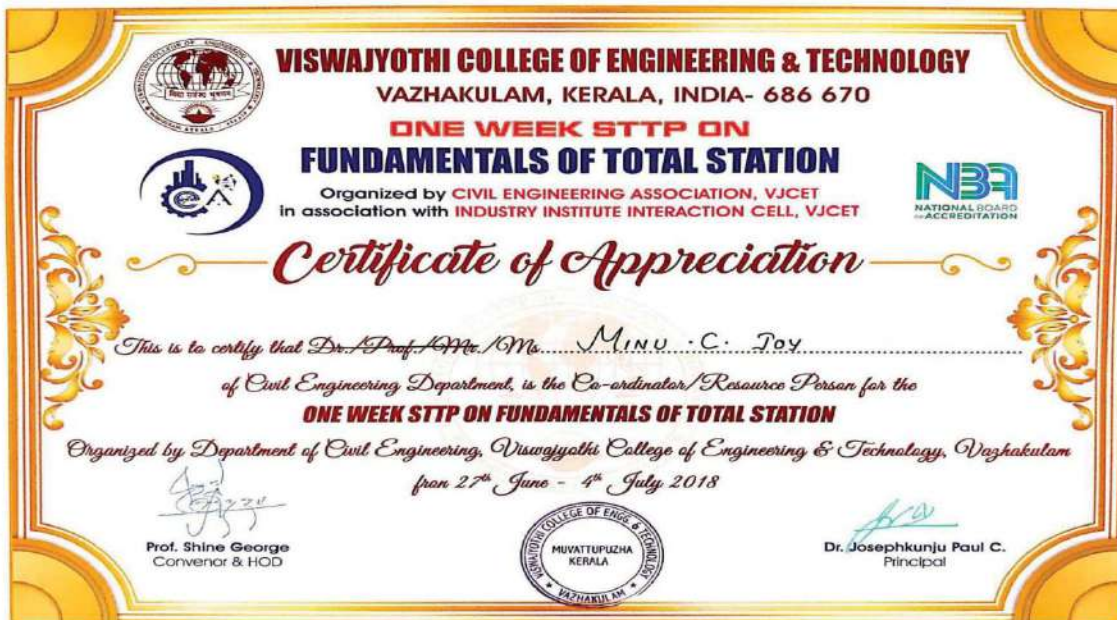 VISWAJYOTHI COLLEGE OF ENGINEERING & TECHNOLOGY
VAZHAKULAM, KERALA, INDIA- 686 670
ONE WEEK STTP ON
FUNDAMENTALS OF TOTAL STATION
Organized by CIVIL ENGINEERING ASSOCIATION, VJCET
in association with INDUSTRY INSTITUTE INTERACTION CELL, VJCET
NBA
NATIONAL BOARD
of ACCREDITATION
Certificate of Appreciation
This is to certify that Dr./Prof./Mr./Ms MINU . C. JOY
of Civil Engineering Department, is the Co-ordinator/Resource Person for the
ONE WEEK STTP ON FUNDAMENTALS OF TOTAL STATION
Organized by Department of Civil Engineering, Viswajyothi College of Engineering & Technology, Vazhakulam
fron 27th June - 4th July 2018
Prof. Shine George
Convenor & HOD
VISWAJYOTHI COLLEGE OF ENGG. & TECHNOLOGY
MUVATTUPUZHA
KERALA
VAZHAKULAM
Dr. Josephkunju Paul C.
Principal